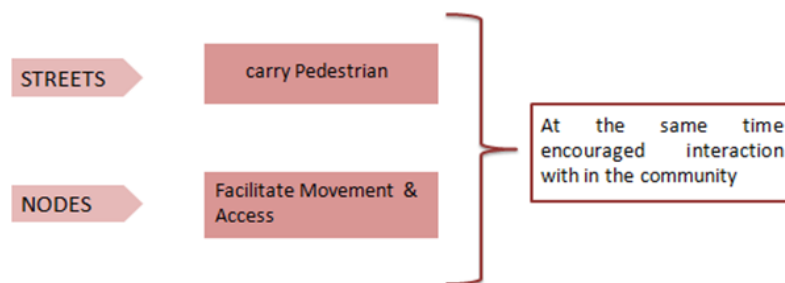 STREETS
carry Pedestrian
NODES
Facilitate Movement &
Access
At the same time
encouraged interaction
with in the community